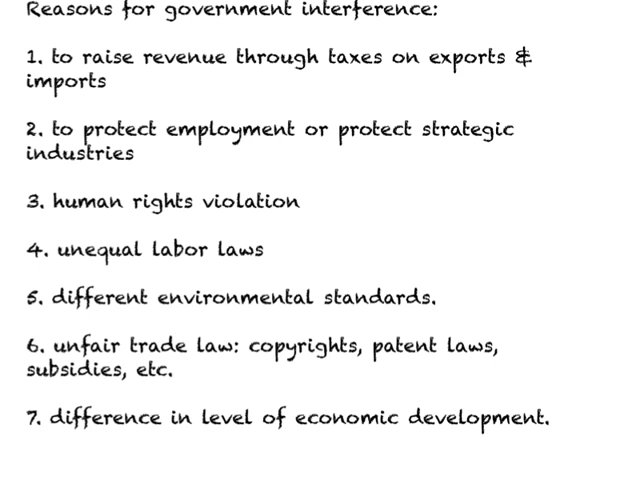 Reasons for government interference:
1. to raise revenue through taxes on exports &
imports
2. to protect employment or protect strategic
industries
3. human rights violation
4. unequal labor laws
5. different environmental standards.
6. unfair trade law: copyrights, patent laws,
subsidies, etc.
7. difference in level of economic development.